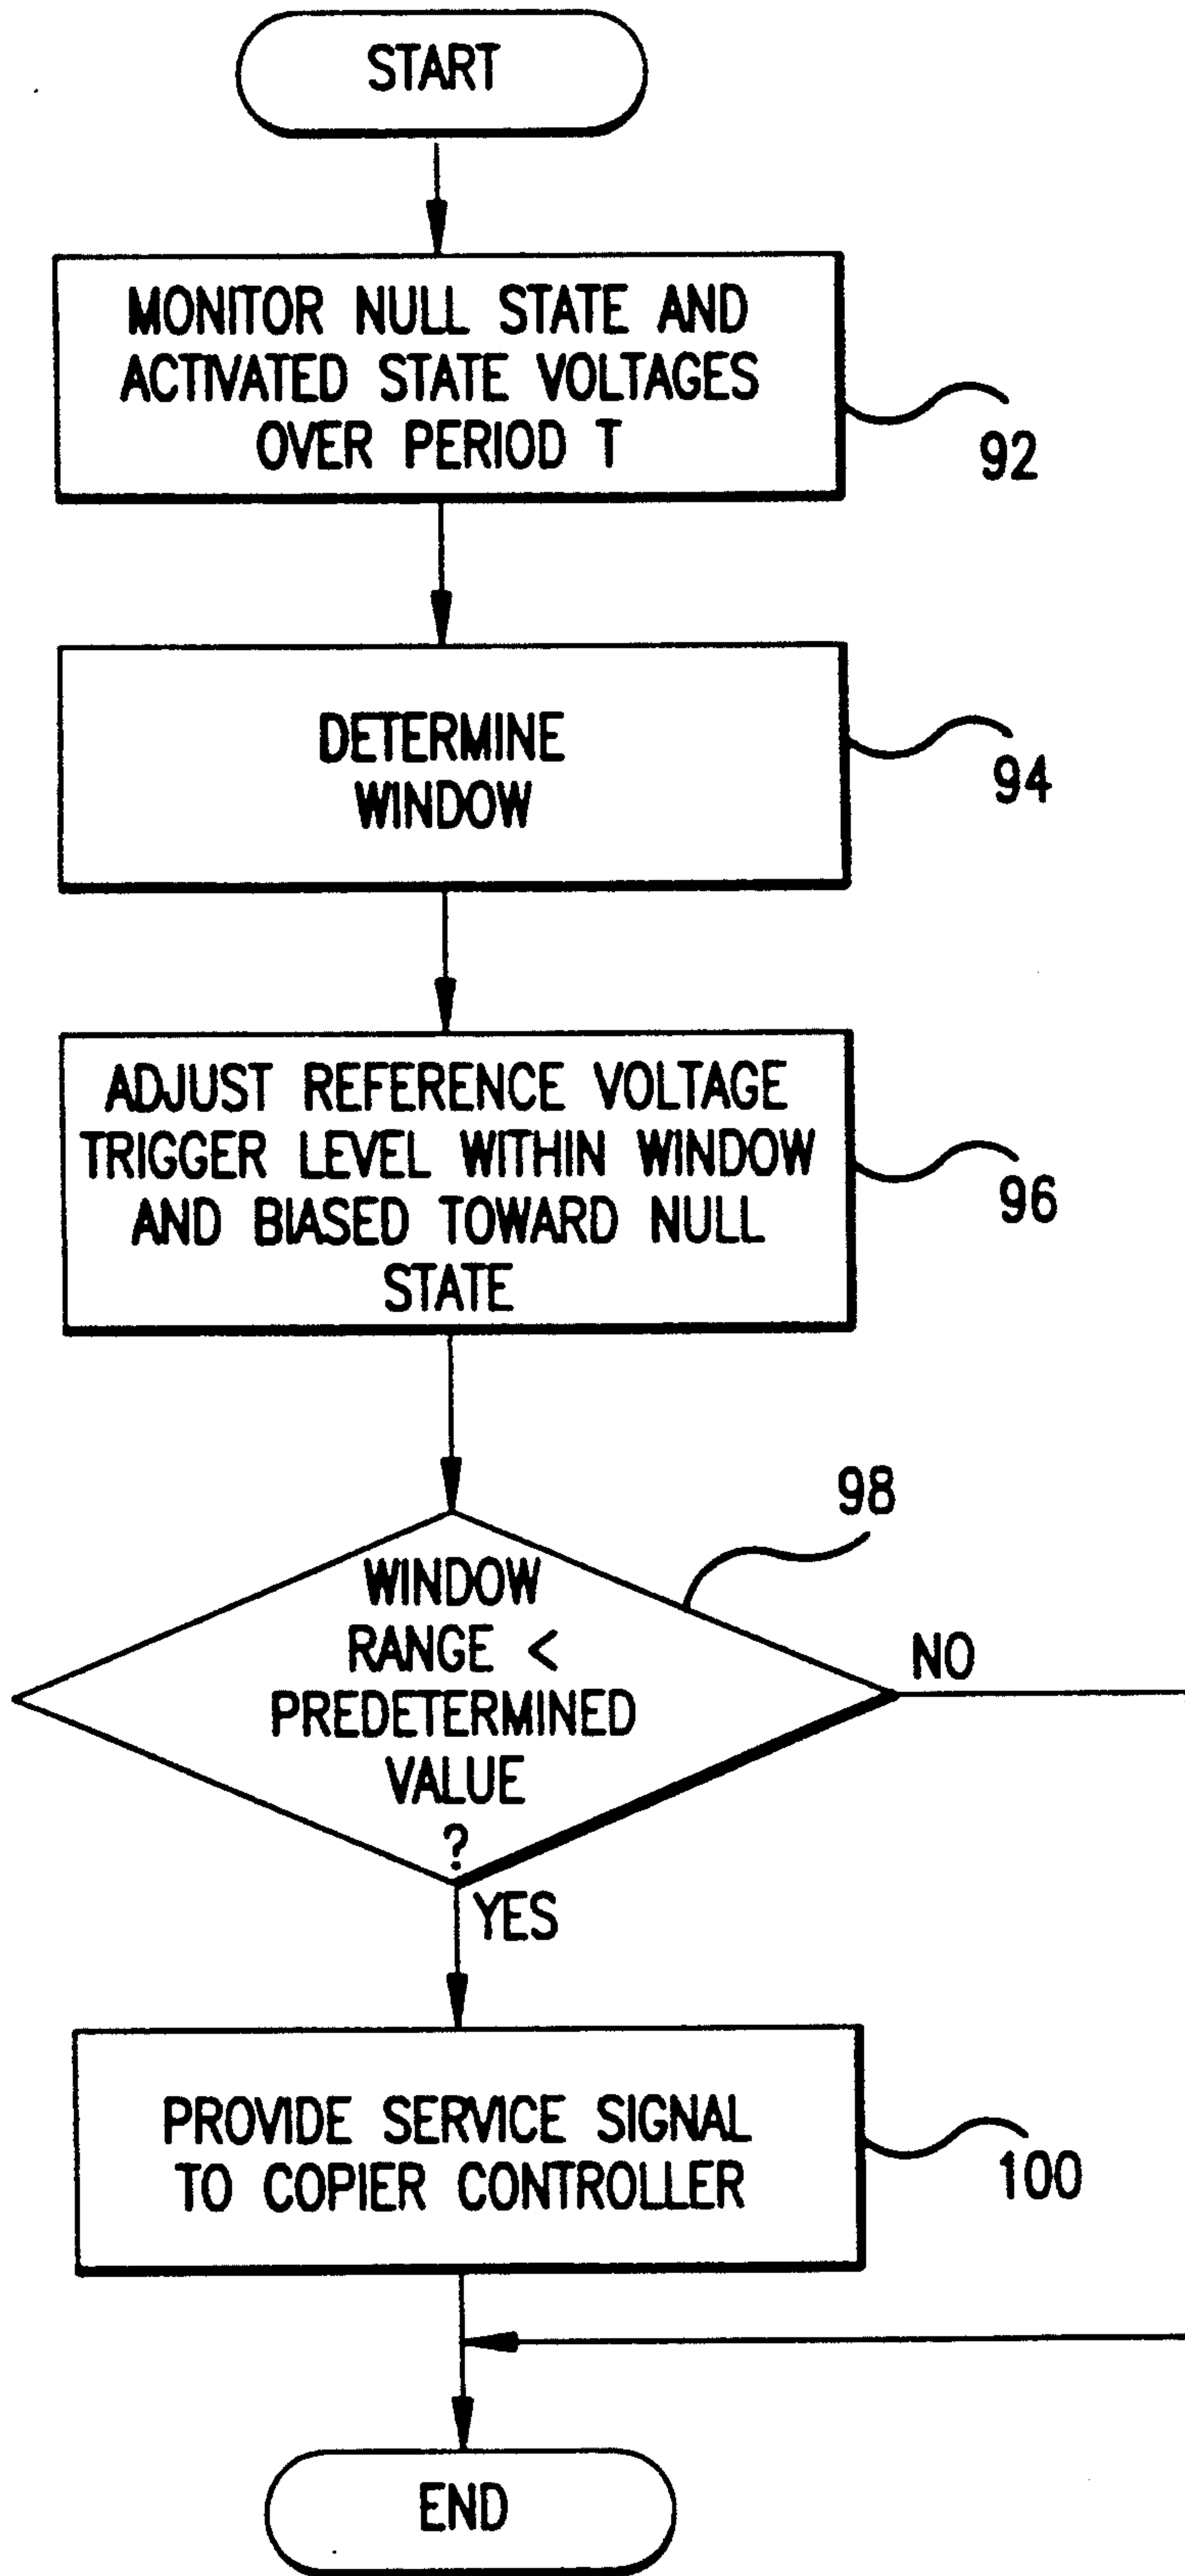 START
MONITOR NULL STATE AND
ACTIVATED STATE VOLTAGES
OVER PERIOD T
92
DETERMINE
WINDOW
94
ADJUST REFERENCE VOLTAGE
TRIGGER LEVEL WITHIN WINDOW
AND BIASED TOWARD NULL
STATE
96
98
WINDOW
RANGE <
PREDETERMINED
VALUE
?
NO
YES
PROVIDE SERVICE SIGNAL
TO COPIER CONTROLLER
100
END